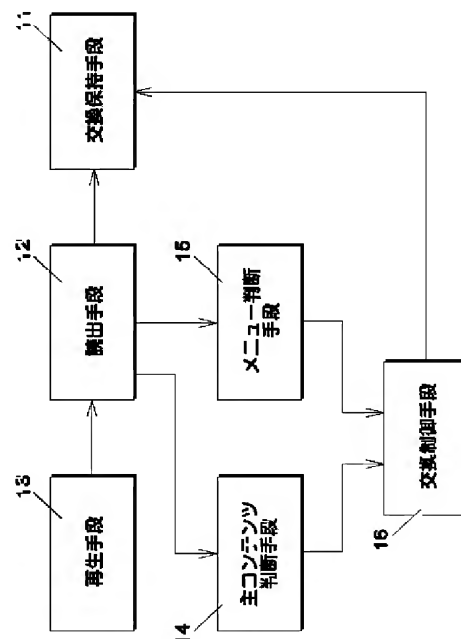 13
再生手段
12
読出手段
11
交換保持手段
14
主コンテンツ
判断手段
15
メニュー判断
手段
16
交換制御手段